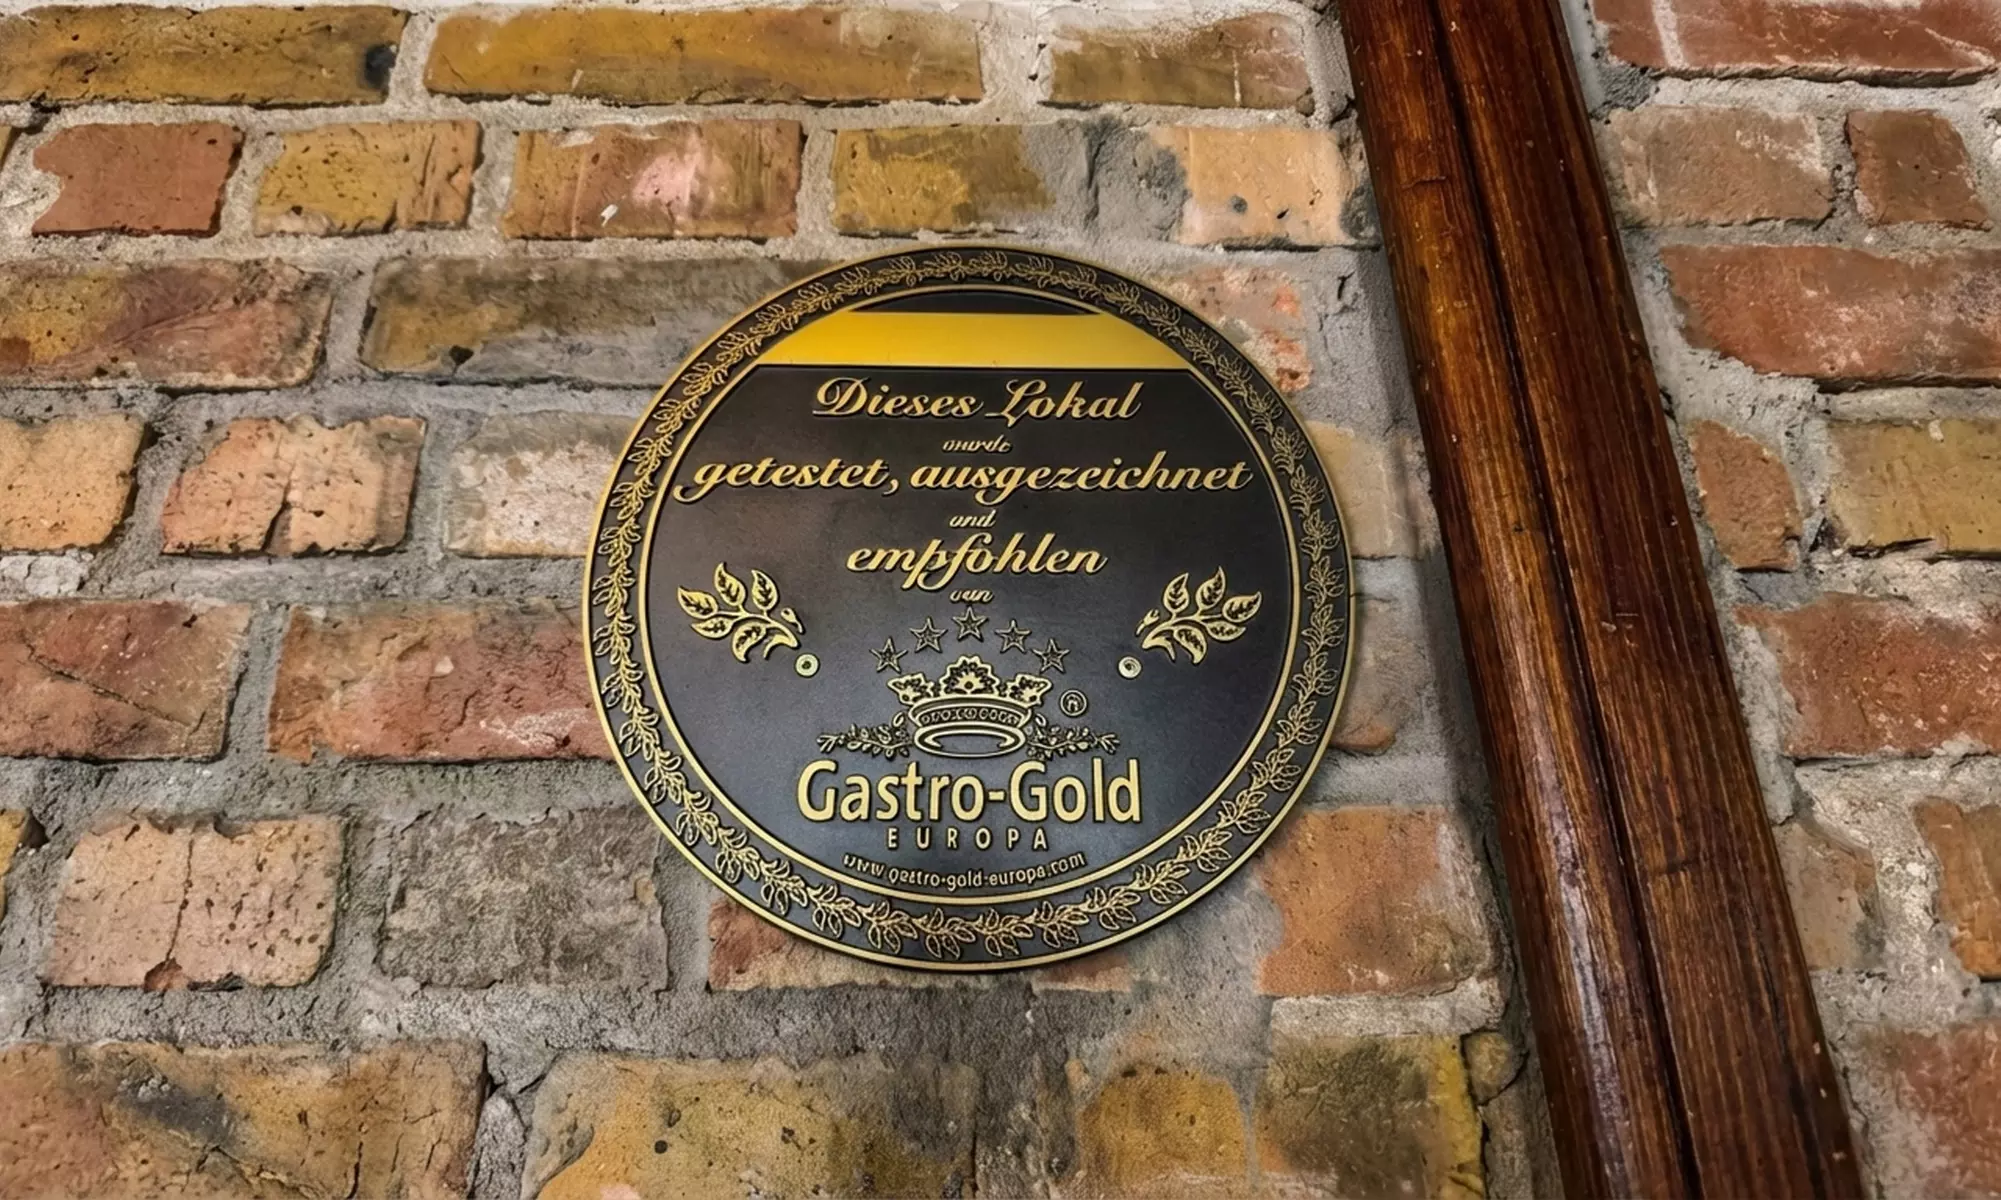 Dieses Lokal
wurde
getestet, ausgezeichnet
und
empfohlen
von
Gastro-Gold
EUROPA
www.gastro-gold-europa.com